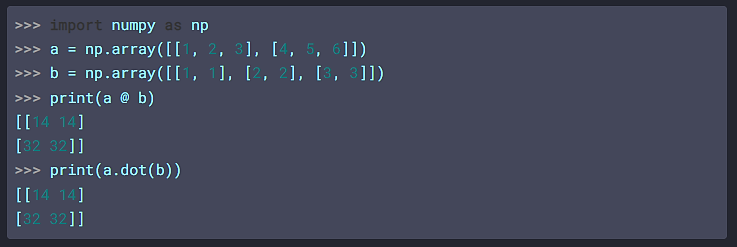 >>> import numpy as np
>>> a = np.array([[1, 2, 3], [4, 5, 6]])
>>> b = np.array([[1, 1], [2, 2], [3, 3]])
>>> print(a @ b)
[[14 14]
[32 32]]
>>> print(a.dot(b))
[[14 14]
[32 32]]